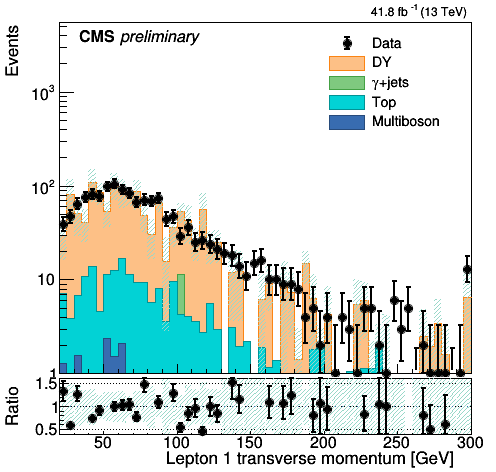 41.8 fb⁻¹ (13 TeV)
CMS preliminary
Events
Data
DY
γ+jets
Top
Multiboson
10³
10²
10
1
Ratio
1.5
1
0.5
50 100 150 200 250 300
Lepton 1 transverse momentum [GeV]